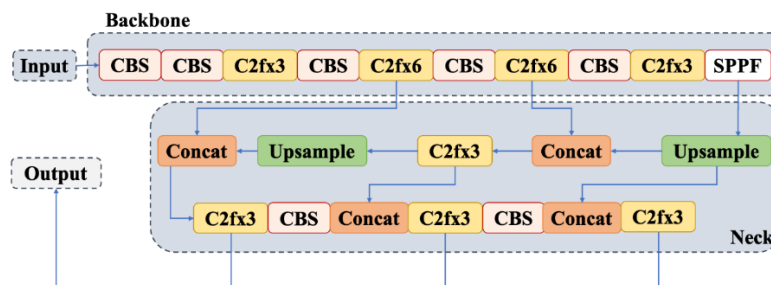 Backbone
Input CBS CBS C2fx3 CBS C2fx6 CBS C2fx6 CBS C2fx3 SPPF
Concat Upsample C2fx3 Concat Upsample
Output
C2fx3 CBS Concat C2fx3 CBS Concat C2fx3
Neck